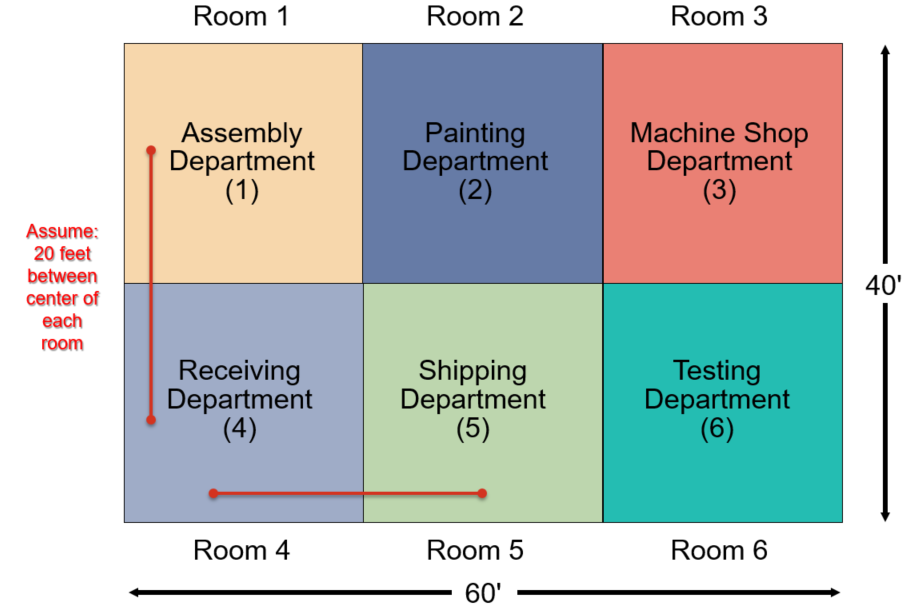 Room 1
Room 2
Room 3
Assembly
Department
(1)
Painting
Department
(2)
Machine Shop
Department
(3)
Assume:
20 feet
between
center of
each
room
40'
Receiving
Department
(4)
Shipping
Department
(5)
Testing
Department
(6)
Room 4
Room 5
Room 6
60'